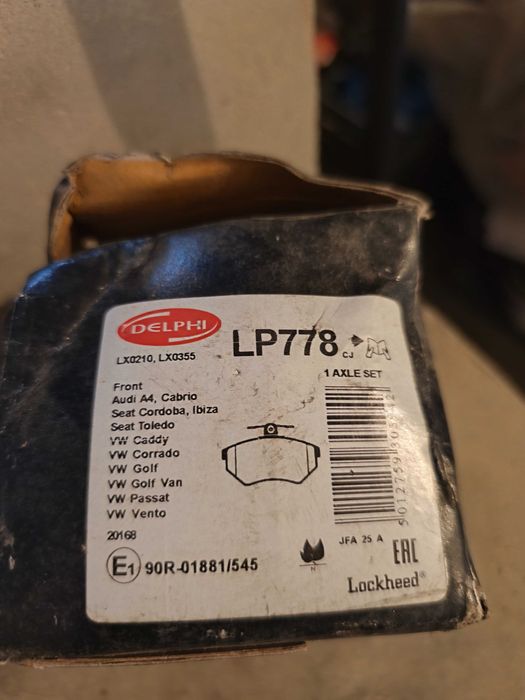 DELPHI
LP778
CJ
LX0210, LX0355
1 AXLE SET
Front
Audi A4, Cabrio
Seat Cordoba, Ibiza
Seat Toledo
VW Caddy
VW Corrado
VW Golf
VW Golf Van
VW Passat
VW Vento
20168
E1 90R-01881/545
N
JFA 25 A
EAC
Lockheed®